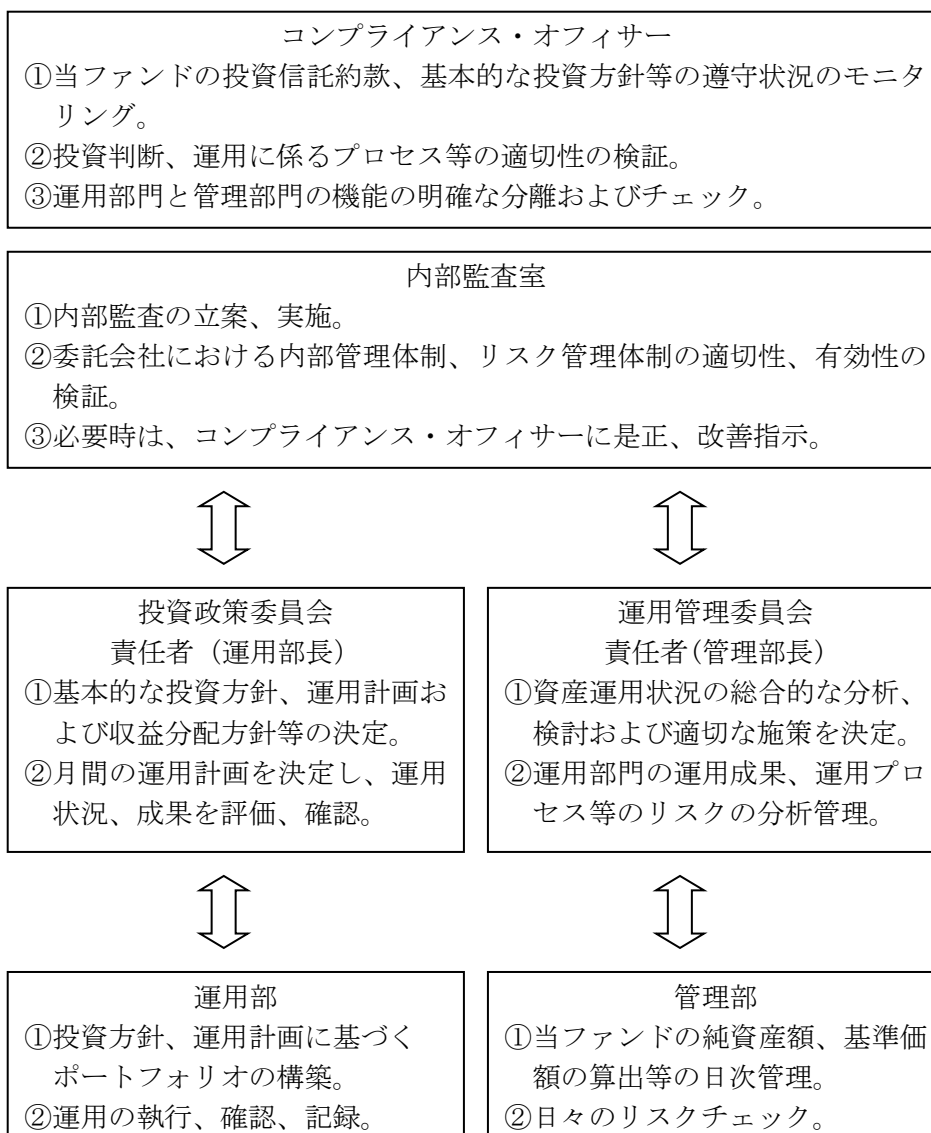 コンプライアンス・オフィサー
①当ファンドの投資信託約款、基本的な投資方針等の遵守状況のモニタ
リング。
②投資判断、運用に係るプロセス等の適切性の検証。
③運用部門と管理部門の機能の明確な分離およびチェック。
内部監査室
①内部監査の立案、実施。
②委託会社における内部管理体制、リスク管理体制の適切性、有効性の
検証。
③必要時は、コンプライアンス・オフィサーに是正、改善指示。
投資政策委員会
責任者（運用部長）
①基本的な投資方針、運用計画お
よび収益分配方針等の決定。
②月間の運用計画を決定し、運用
状況、成果を評価、確認。
運用管理委員会
責任者(管理部長)
①資産運用状況の総合的な分析、
検討および適切な施策を決定。
②運用部門の運用成果、運用プロ
セス等のリスクの分析管理。
運用部
①投資方針、運用計画に基づく
ポートフォリオの構築。
②運用の執行、確認、記録。
管理部
①当ファンドの純資産額、基準価
額の算出等の日次管理。
②日々のリスクチェック。